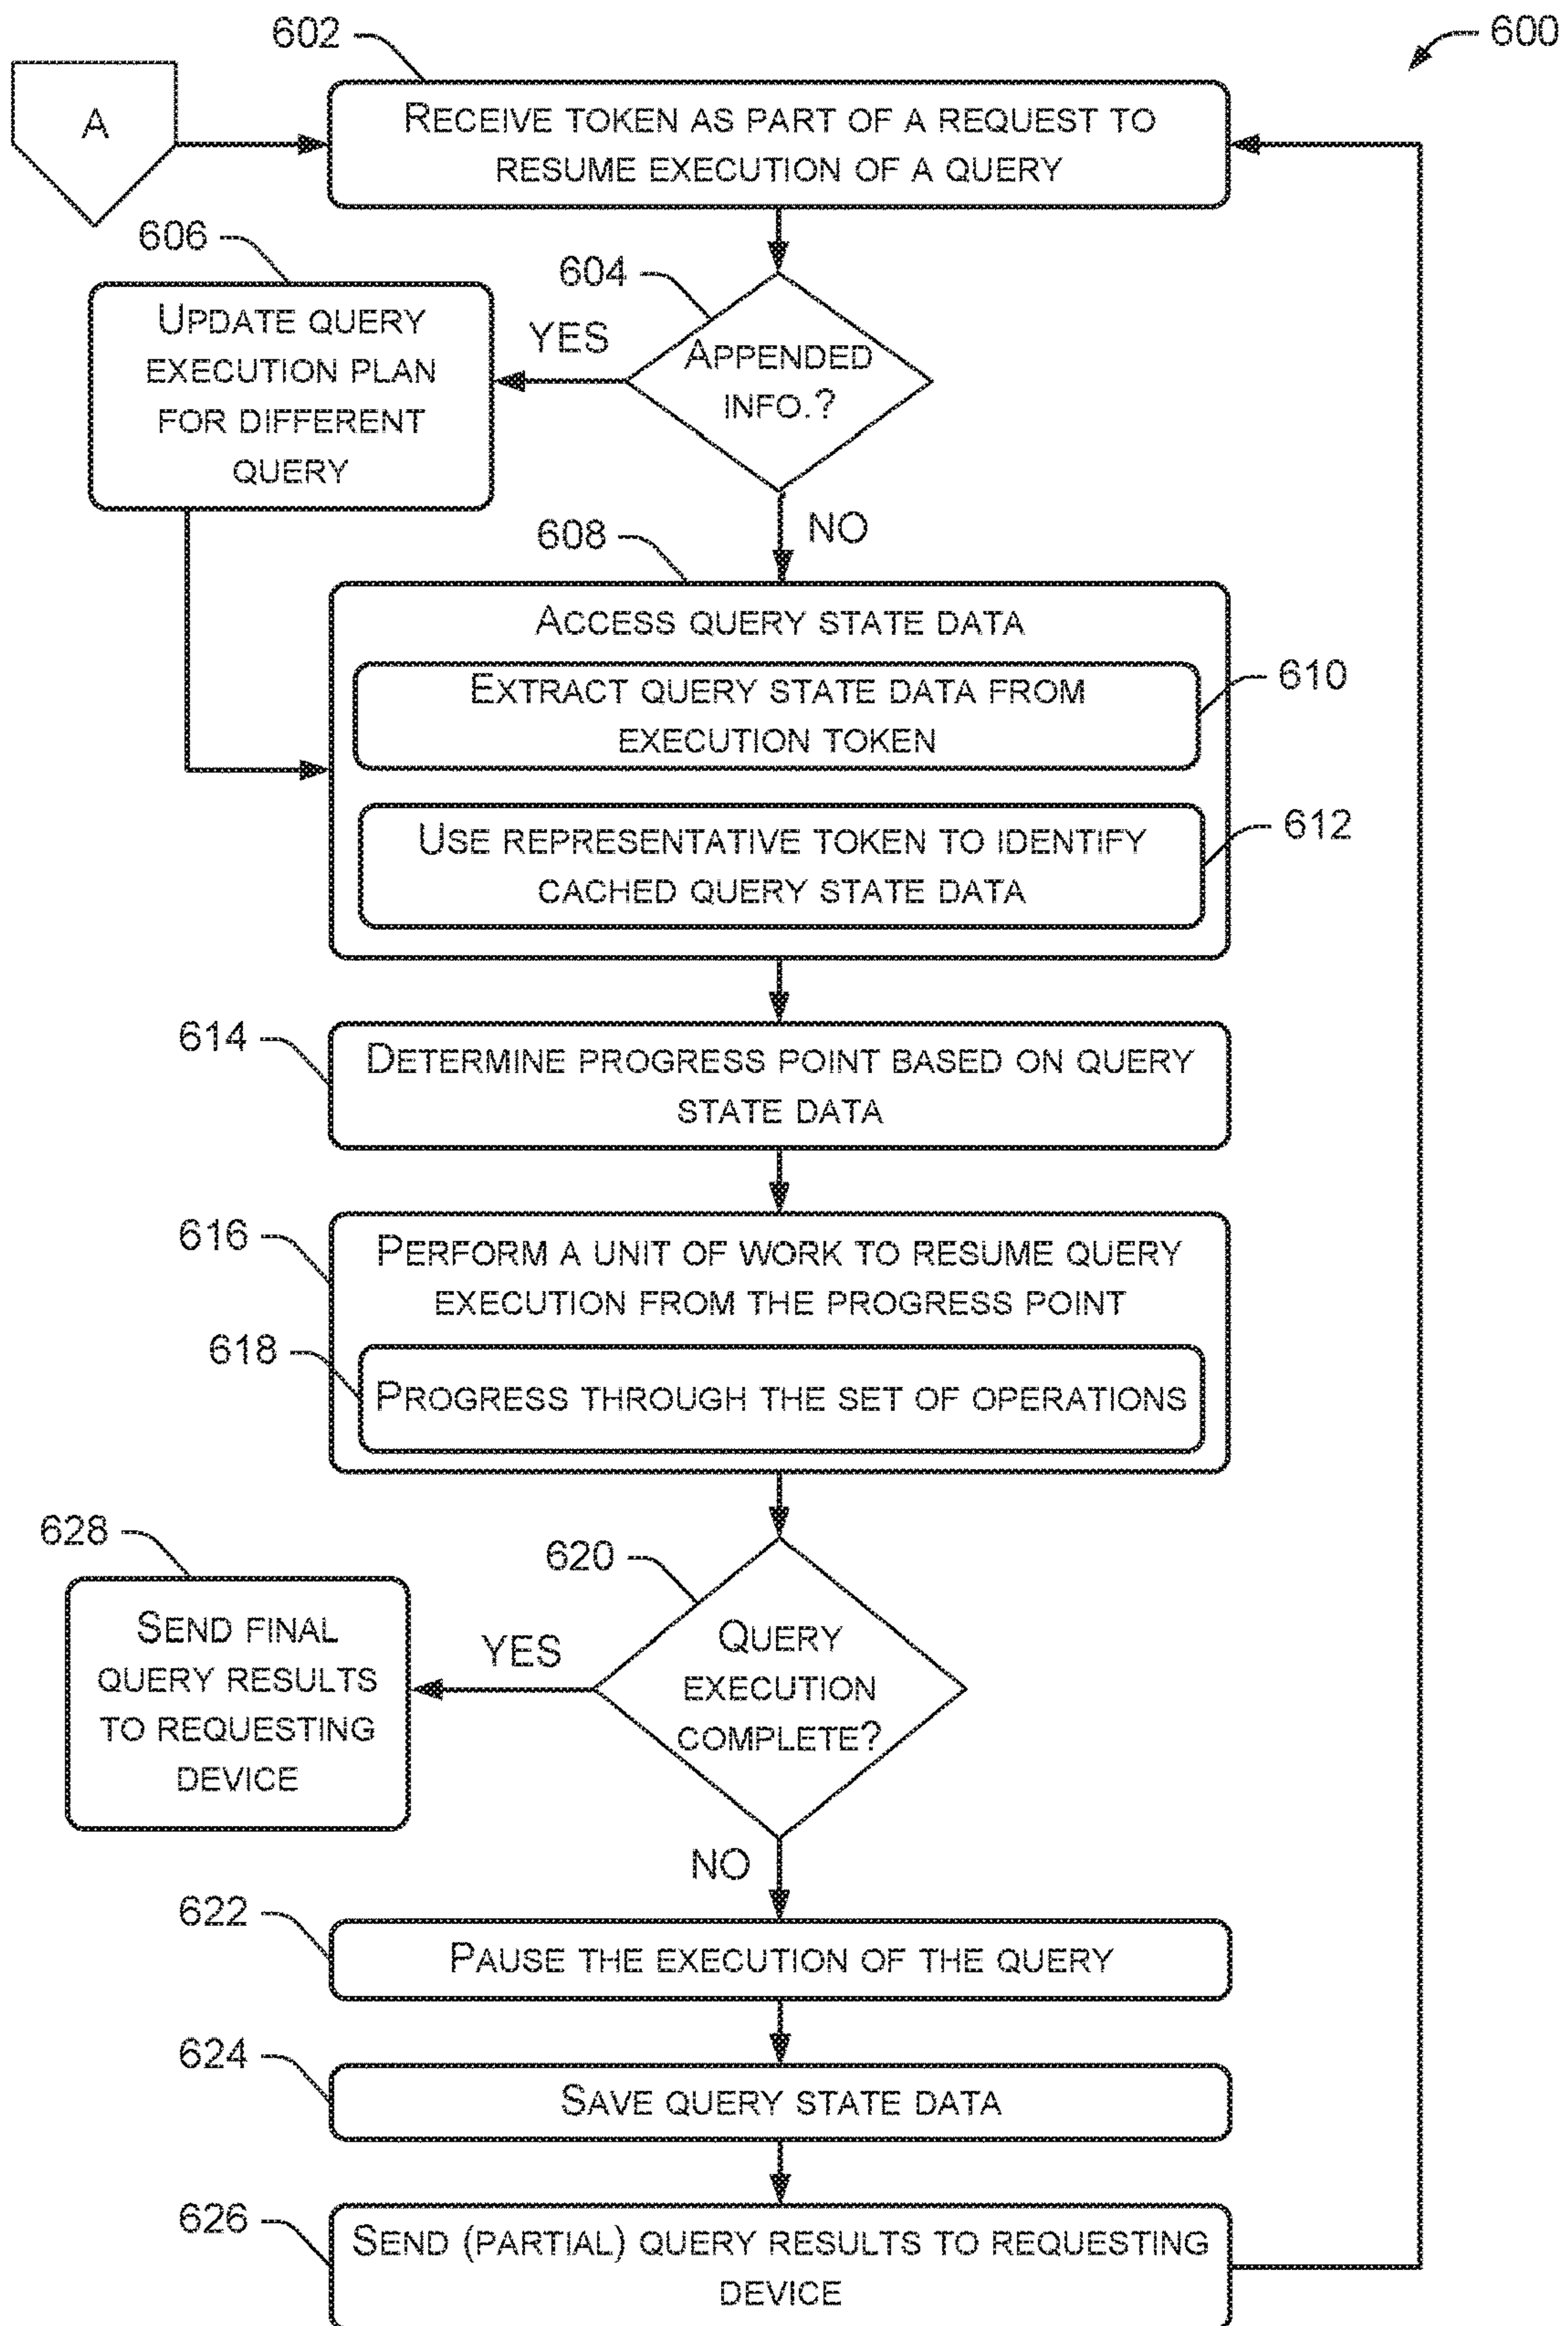 602
600
A
RECEIVE TOKEN AS PART OF A REQUEST TO
RESUME EXECUTION OF A QUERY
606
604
UPDATE QUERY
EXECUTION PLAN
FOR DIFFERENT
QUERY
YES
APPENDED
INFO.?
NO
608
ACCESS QUERY STATE DATA
EXTRACT QUERY STATE DATA FROM
EXECUTION TOKEN
610
USE REPRESENTATIVE TOKEN TO IDENTIFY
CACHED QUERY STATE DATA
612
614
DETERMINE PROGRESS POINT BASED ON QUERY
STATE DATA
616
PERFORM A UNIT OF WORK TO RESUME QUERY
EXECUTION FROM THE PROGRESS POINT
618
PROGRESS THROUGH THE SET OF OPERATIONS
628
620
SEND FINAL
QUERY RESULTS
TO REQUESTING
DEVICE
YES
QUERY
EXECUTION
COMPLETE?
NO
622
PAUSE THE EXECUTION OF THE QUERY
624
SAVE QUERY STATE DATA
626
SEND (PARTIAL) QUERY RESULTS TO REQUESTING
DEVICE